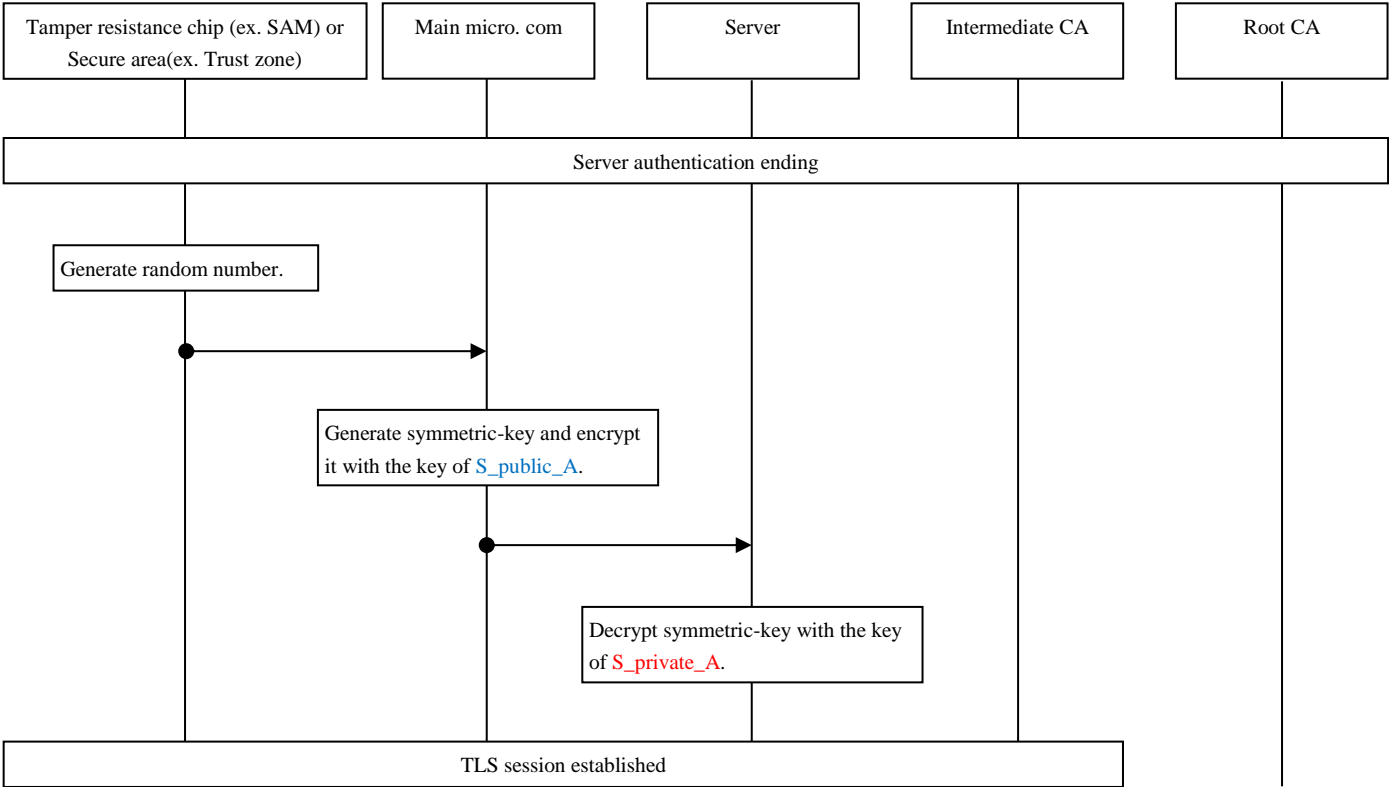 Tamper resistance chip (ex. SAM) or
Secure area(ex. Trust zone)
Main micro. com
Server
Intermediate CA
Root CA
Server authentication ending
Generate random number.
Generate symmetric-key and encrypt
it with the key of S_public_A.
Decrypt symmetric-key with the key
of S_private_A.
TLS session established